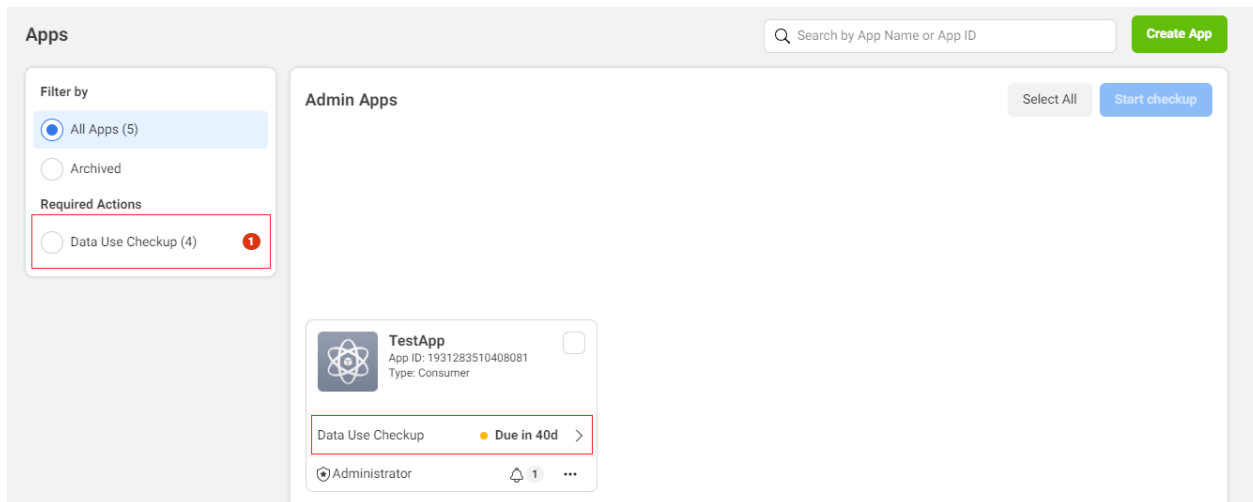 Apps
Search by App Name or App ID
Create App
Filter by
All Apps (5)
Archived
Required Actions
Data Use Checkup (4)
1
Admin Apps
Select All
Start checkup
TestApp
App ID: 1931283510408081
Type: Consumer
Data Use Checkup
Due in 40d
Administrator
1